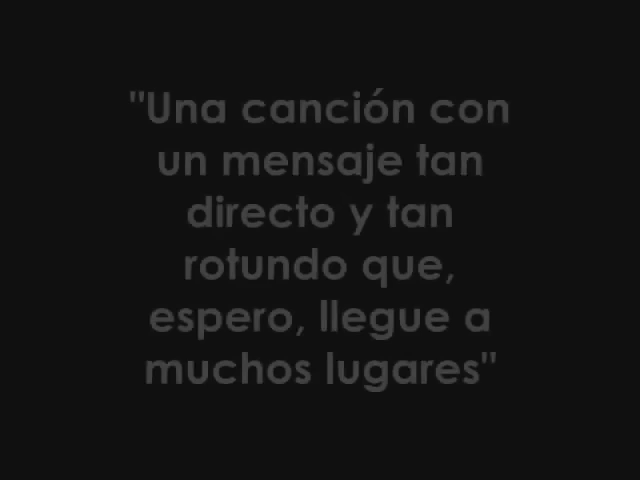 "Una canción con
un mensaje tan
directo y tan
rotundo que,
espero, llegue a
muchos lugares"